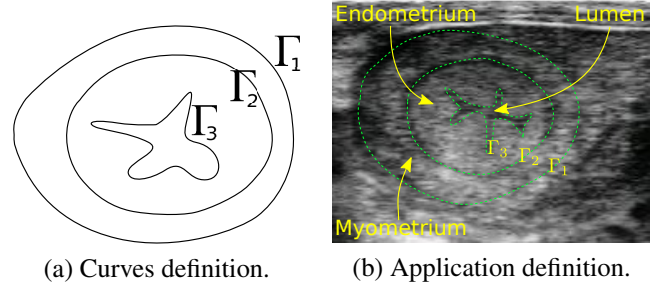 Γ1
Γ2
Γ3
Endometrium
Lumen
Γ3
Γ2
Γ1
Myometrium
(a) Curves definition.
(b) Application definition.